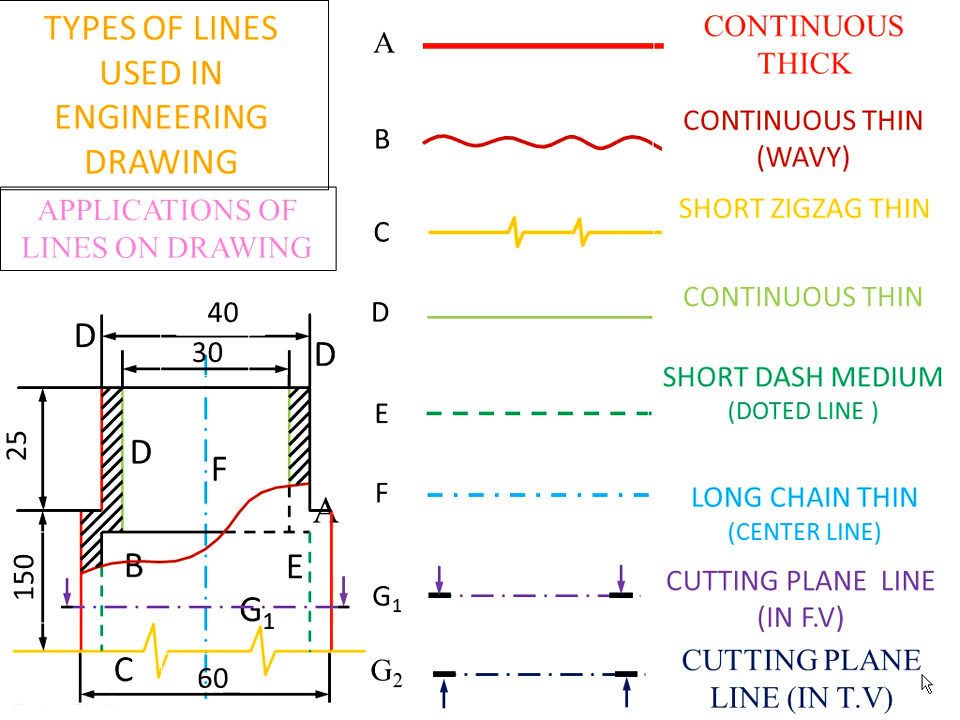 TYPES OF LINES
USED IN
ENGINEERING
DRAWING
APPLICATIONS OF
LINES ON DRAWING
A
CONTINUOUS
THICK
B
CONTINUOUS THIN
(WAVY)
C
SHORT ZIGZAG THIN
D
CONTINUOUS THIN
E
SHORT DASH MEDIUM
(DOTED LINE )
F
LONG CHAIN THIN
(CENTER LINE)
G1
CUTTING PLANE LINE
(IN F.V)
G2
CUTTING PLANE
LINE (IN T.V)
40
D
D
30
25
D
F
A
150
B
E
G1
C
60